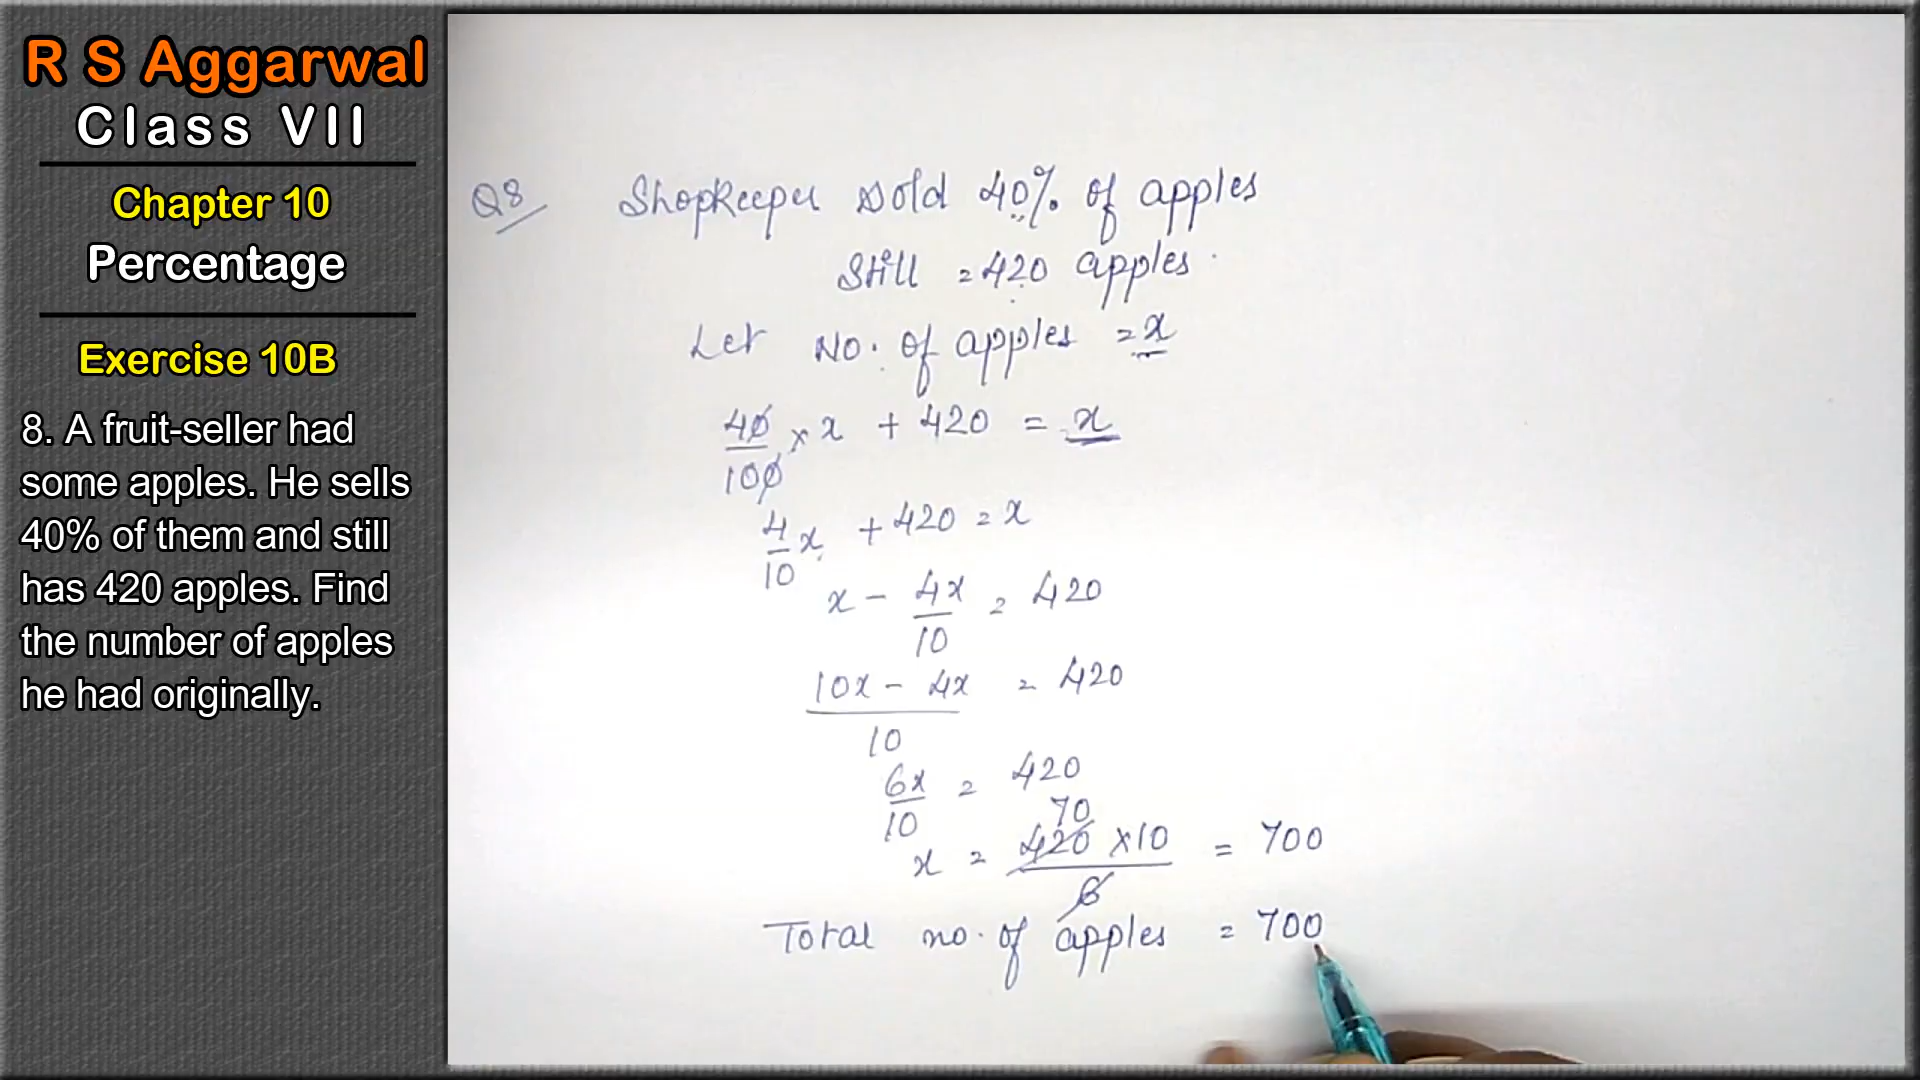 R S Aggarwal
Class VII
Chapter 10
Percentage
Exercise 10B
8. A fruit-seller had
some apples. He sells
40% of them and still
has 420 apples. Find
the number of apples
he had originally.
Q8 Shopkeeper sold 40% of apples
Still = 420 apples
Let No. of apples = x
40/100 × x + 420 = x
4/10 x + 420 = x
x - 4x/10 = 420
10x - 4x/10 = 420
6x/10 = 420
70
x = 420 × 10/6 = 700
Total no. of apples = 700